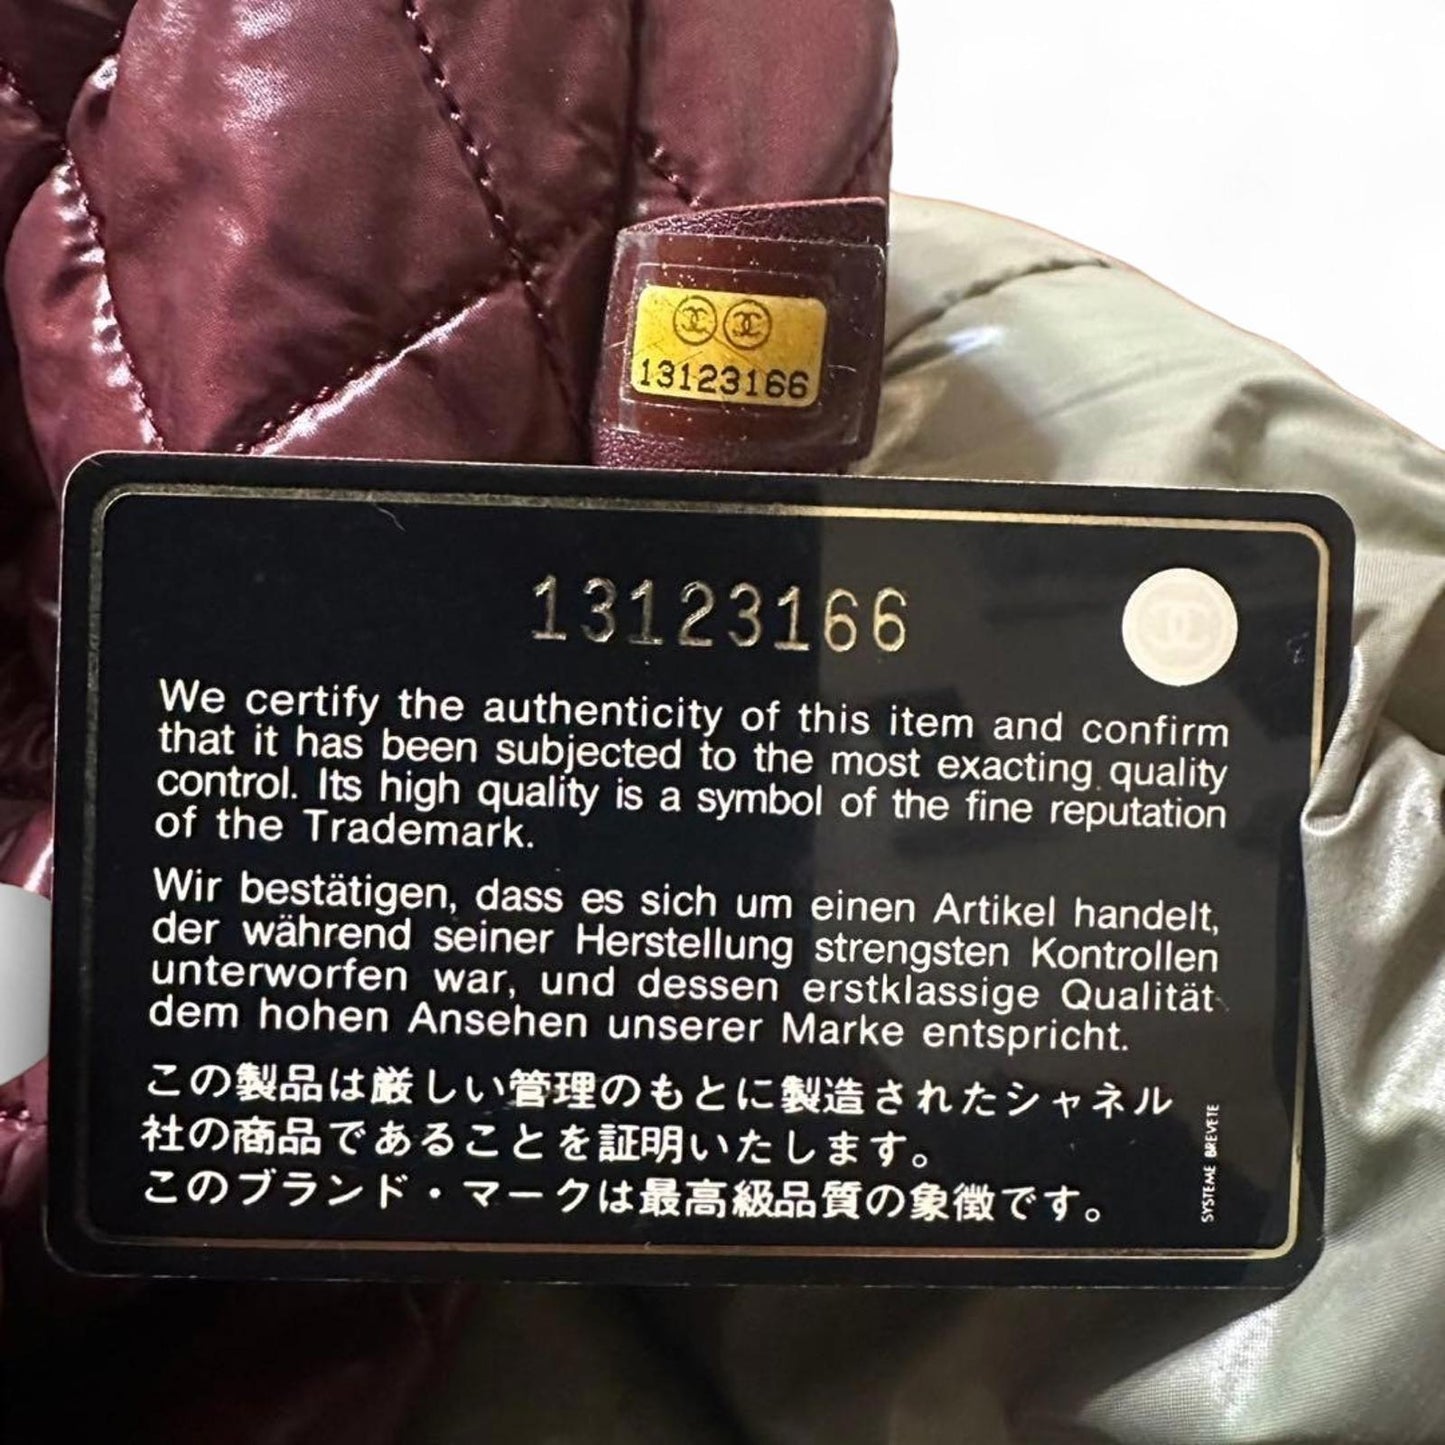 13123166
13123166
We certify the authenticity of this item and confirm
that it has been subjected to the most exacting quality
control. Its high quality is a symbol of the fine reputation
of the Trademark.
Wir bestätigen, dass es sich um einen Artikel handelt,
der während seiner Herstellung strengsten Kontrollen
unterworfen war, und dessen erstklassige Qualität
dem hohen Ansehen unserer Marke entspricht.
この製品は厳しい管理のもとに製造されたシャネル
社の商品であることを証明いたします。
このブランド・マークは最高級品質の象徴です。
SYSTEME BREVETE